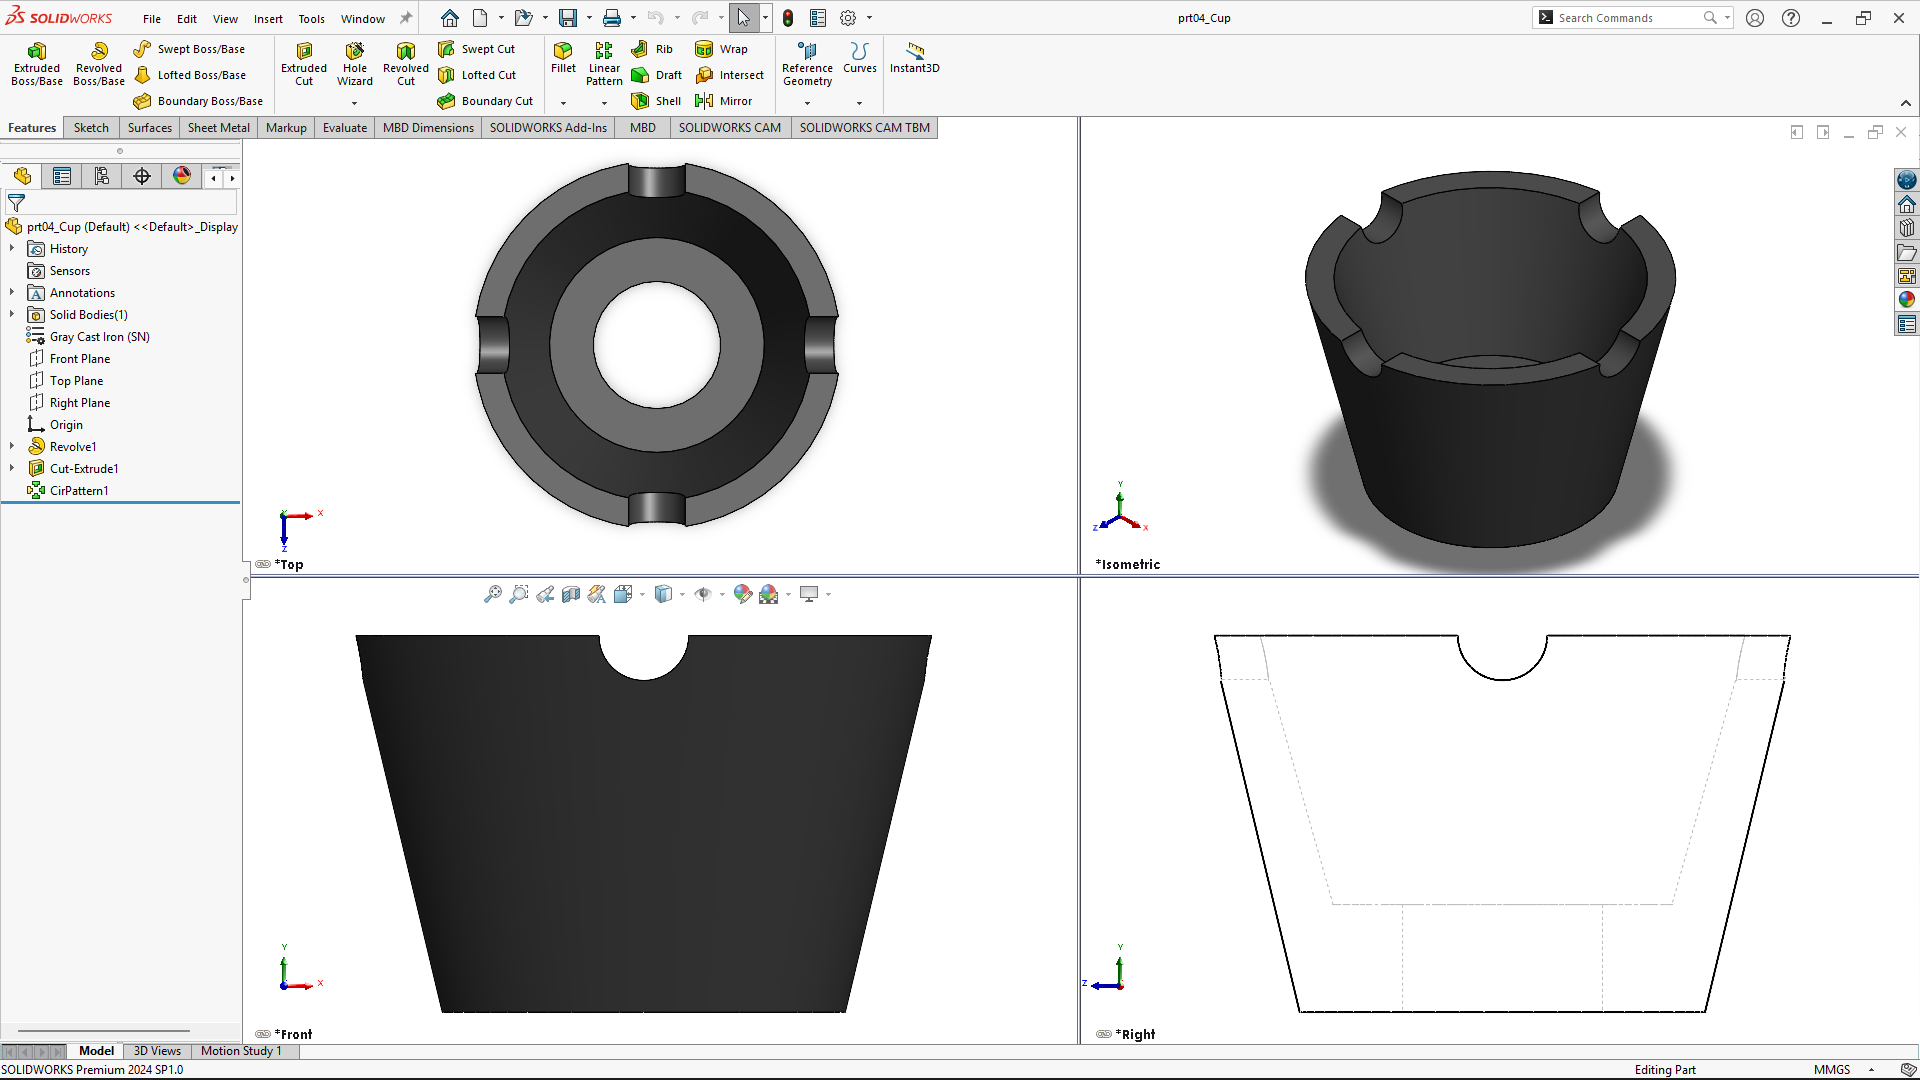 SOLIDWORKS File Edit View Insert Tools Window prt04_Cup Search Commands
Extruded Boss/Base
Revolved Boss/Base
Swept Boss/Base
Lofted Boss/Base
Boundary Boss/Base
Extruded Cut
Hole Wizard
Revolved Cut
Swept Cut
Lofted Cut
Boundary Cut
Fillet
Linear Pattern
Rib
Draft
Shell
Wrap
Intersect
Mirror
Reference Geometry
Curves
Instant3D
Features Sketch Surfaces Sheet Metal Markup Evaluate MBD Dimensions SOLIDWORKS Add-Ins MBD SOLIDWORKS CAM SOLIDWORKS CAM TBM
prt04_Cup (Default) <<Default>_Display
History
Sensors
Annotations
Solid Bodies(1)
Gray Cast Iron (SN)
Front Plane
Top Plane
Right Plane
Origin
Revolve1
Cut-Extrude1
CirPattern1
Y X Z
*Top
Y Z X
*Isometric
Y X
*Front
Y Z
*Right
Model 3D Views Motion Study 1
SOLIDWORKS Premium 2024 SP1.0 Editing Part MMGS